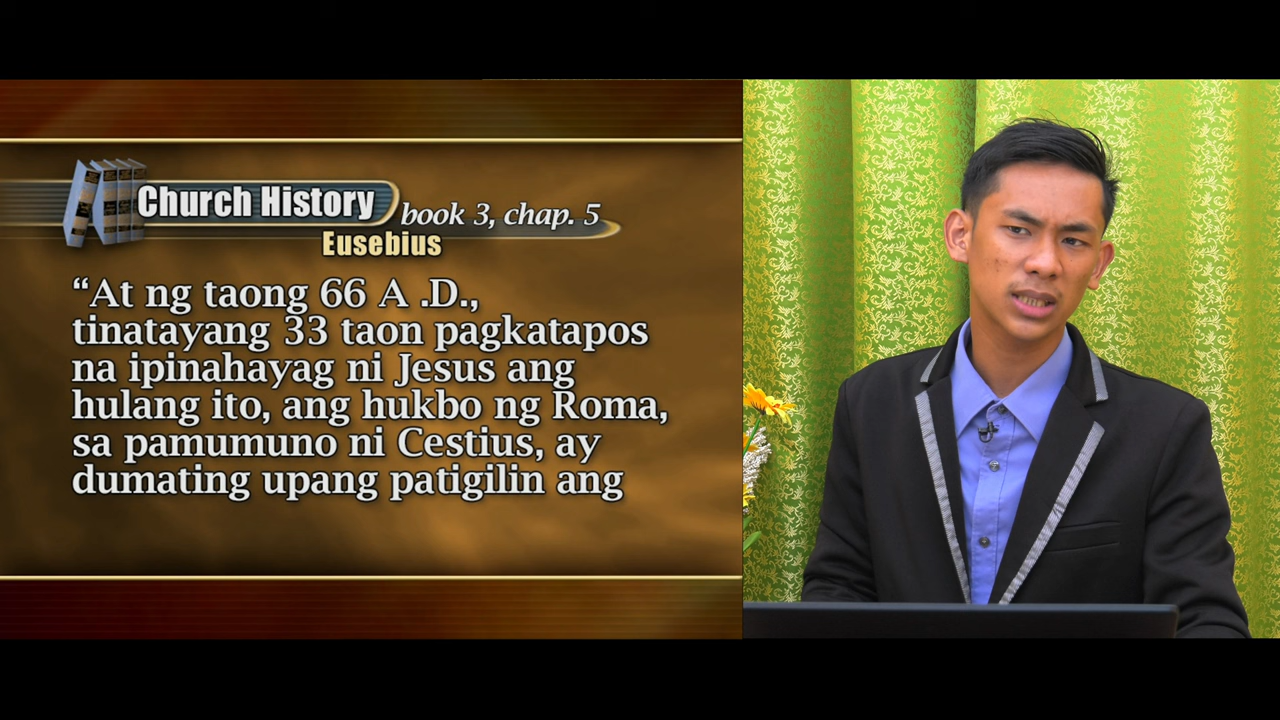 Church History book 3, chap. 5
Eusebius
“At ng taong 66 A .D.,
tinatayang 33 taon pagkatapos
na ipinahayag ni Jesus ang
hulang ito, ang hukbo ng Roma,
sa pamumuno ni Cestius, ay
dumating upang patigilin ang